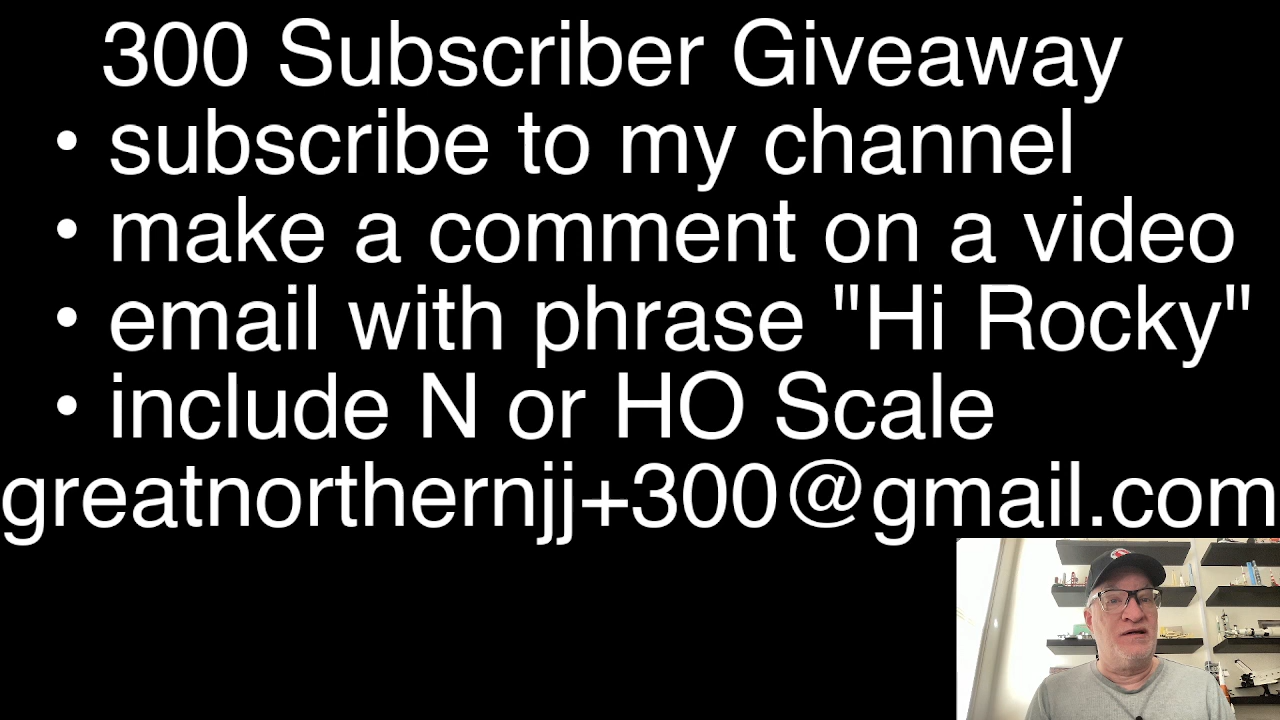 300 Subscriber Giveaway
• subscribe to my channel
• make a comment on a video
• email with phrase "Hi Rocky"
• include N or HO Scale
greatnorthernjj+300@gmail.com